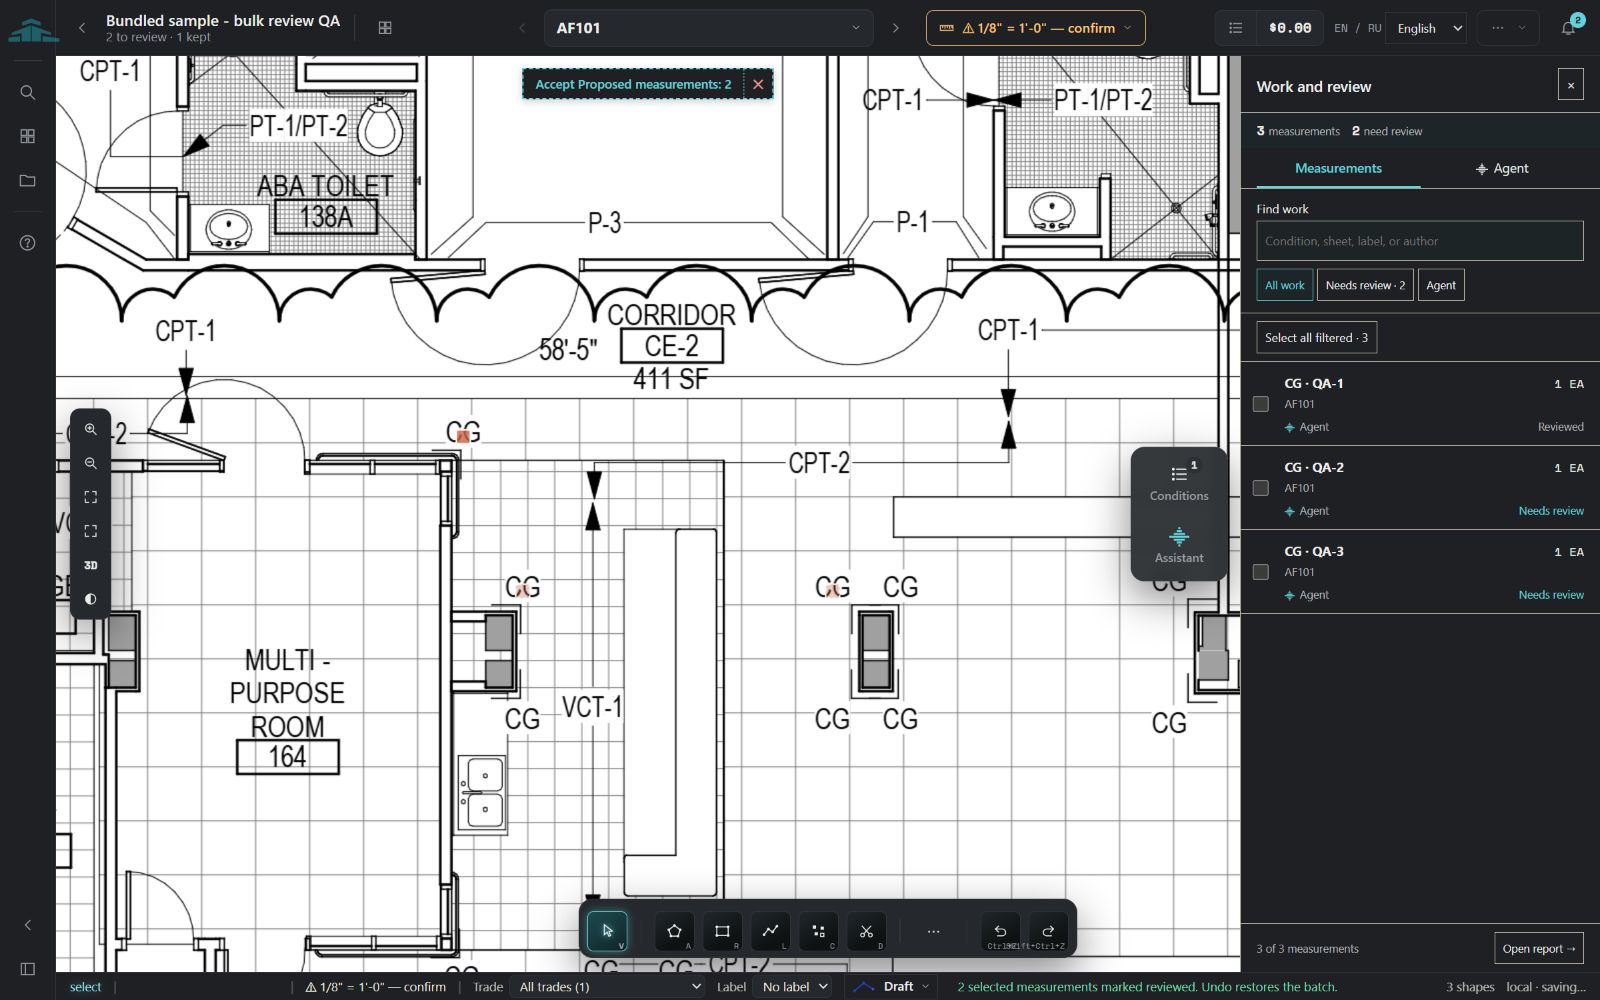 Bundled sample - bulk review QA
2 to review · 1 kept
AF101
⚠ 1/8" = 1'-0" — confirm
$0.00
EN / RU
English
2
Accept Proposed measurements: 2
CPT-1
PT-1/PT-2
ABA TOILET
138A
P-3
CPT-1
PT-1/PT-2
P-1
CORRIDOR
CE-2
58'-5"
411 SF
CPT-1
CPT-1
-2
CG
CPT-2
CG
CG
CG
CG
MULTI -
PURPOSE
ROOM
164
VCT-1
CG
CG
CG
CG
CG
CG
CPT-2
3D
1
Conditions
Assistant
V
A
R
L
C
D
Work and review
3 measurements 2 need review
Measurements
Agent
Find work
Condition, sheet, label, or author
All work
Needs review · 2
Agent
Select all filtered · 3
CG · QA-1
1 EA
AF101
Agent
Reviewed
CG · QA-2
1 EA
AF101
Agent
Needs review
CG · QA-3
1 EA
AF101
Agent
Needs review
3 of 3 measurements
Open report →
select
⚠ 1/8" = 1'-0" — confirm
Trade
All trades (1)
Label
No label
Draft
2 selected measurements marked reviewed. Undo restores the batch.
3 shapes
local · saving...